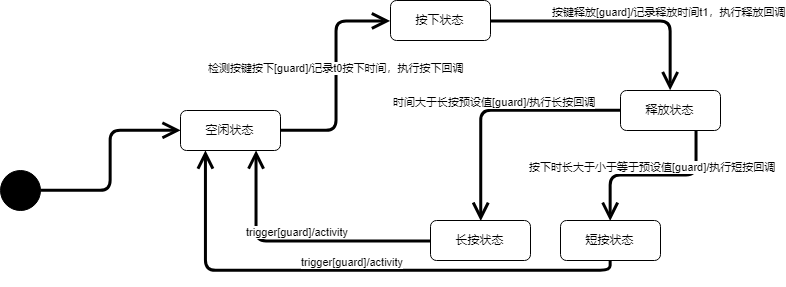 按下状态
按键释放[guard]/记录释放时间t1，执行释放回调
检测按键按下[guard]/记录t0按下时间，执行按下回调
时间大于长按预设值[guard]/执行长按回调
释放状态
空闲状态
按下时长大于小于等于预设值[guard]/执行短按回调
trigger[guard]/activity
长按状态
短按状态
trigger[guard]/activity